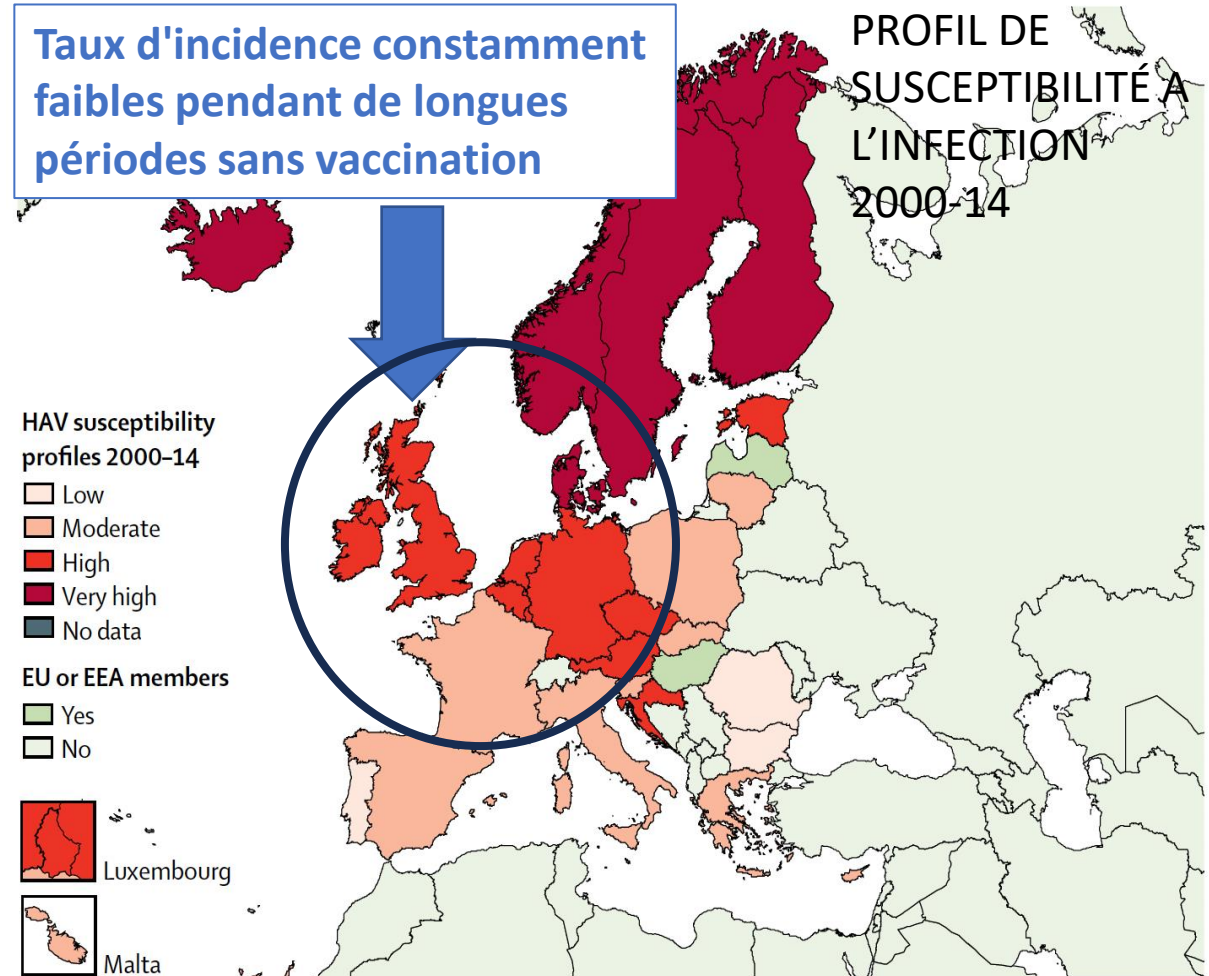 Taux d'incidence constamment
faibles pendant de longues
périodes sans vaccination
PROFIL DE
SUSCEPTIBILITÉ A
L'INFECTION
2000-14
HAV susceptibility
profiles 2000–14
Low
Moderate
High
Very high
No data
EU or EEA members
Yes
No
Luxembourg
Malta